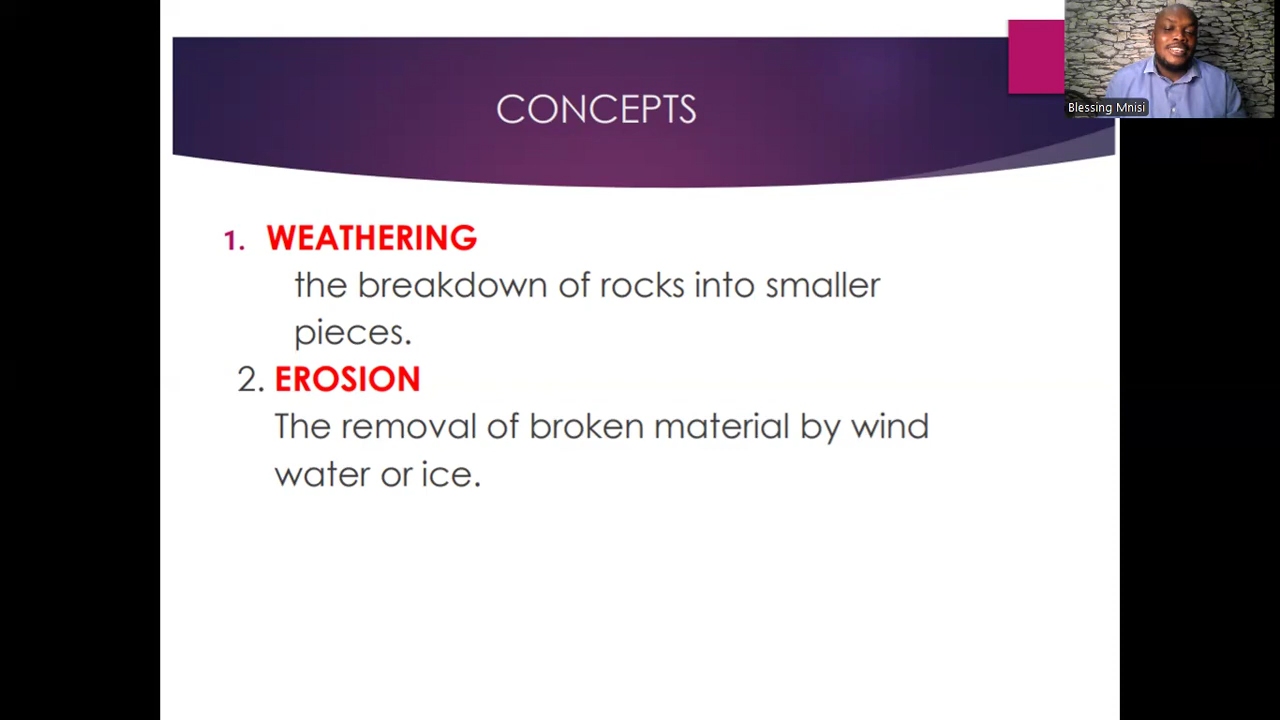 CONCEPTS
Blessing Mnisi
1. WEATHERING
the breakdown of rocks into smaller
pieces.
2. EROSION
The removal of broken material by wind
water or ice.